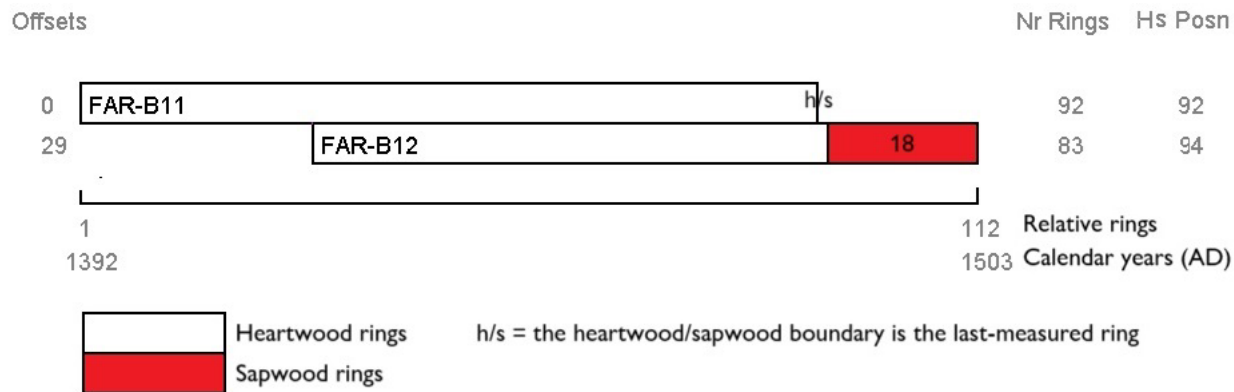 Offsets Nr Rings Hs Posn
0 FAR-B11 h/s 92 92
29 FAR-B12 18 83 94
1 112 Relative rings
1392 1503 Calendar years (AD)
Heartwood rings h/s = the heartwood/sapwood boundary is the last-measured ring
Sapwood rings